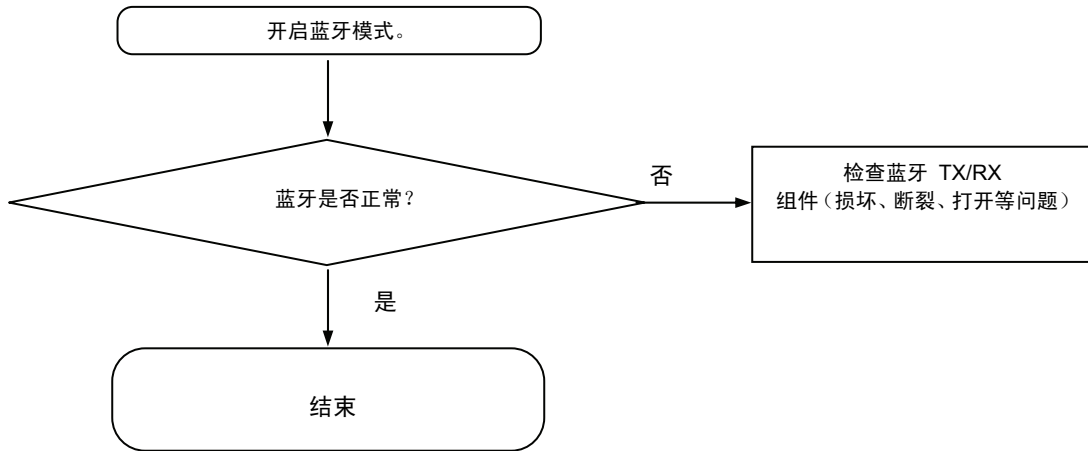 开启蓝牙模式。
蓝牙是否正常？
否
检查蓝牙 TX/RX
组件（损坏、断裂、打开等问题）
是
结束